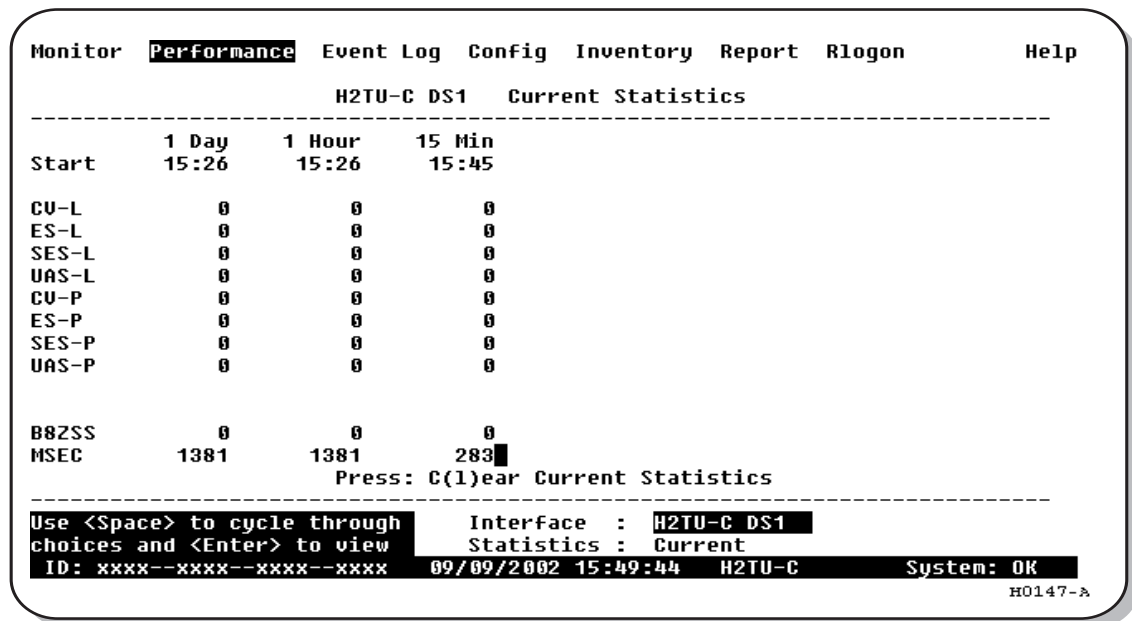 Monitor Performance Event Log Config Inventory Report Rlogon Help
H2TU-C DS1 Current Statistics
1 Day 1 Hour 15 Min
Start 15:26 15:26 15:45
CV-L 0 0 0
ES-L 0 0 0
SES-L 0 0 0
UAS-L 0 0 0
CV-P 0 0 0
ES-P 0 0 0
SES-P 0 0 0
UAS-P 0 0 0
B8ZSS 0 0 0
MSEC 1381 1381 283
Press: C(l)ear Current Statistics
Use <Space> to cycle through Interface : H2TU-C DS1
choices and <Enter> to view Statistics : Current
ID: xxxx--xxxx--xxxx--xxxx 09/09/2002 15:49:44 H2TU-C System: OK
H0147-A